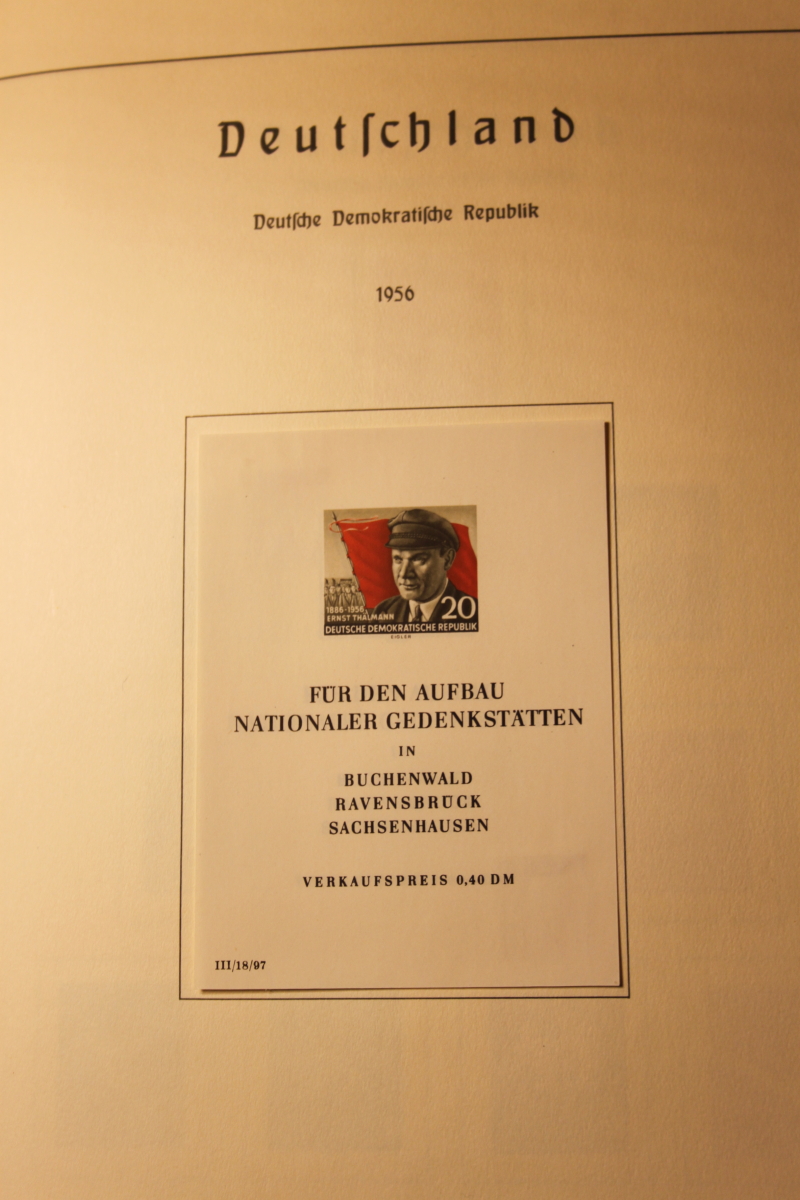 Deutſchland
Deutſche Demokratiſche Republik
1956
1886-1956
ERNST THÄLMANN
20
DEUTSCHE DEMOKRATISCHE REPUBLIK
EIGLER
FÜR DEN AUFBAU
NATIONALER GEDENKSTÄTTEN
IN
BUCHENWALD
RAVENSBRÜCK
SACHSENHAUSEN
VERKAUFSPREIS 0,40 DM
III/18/97